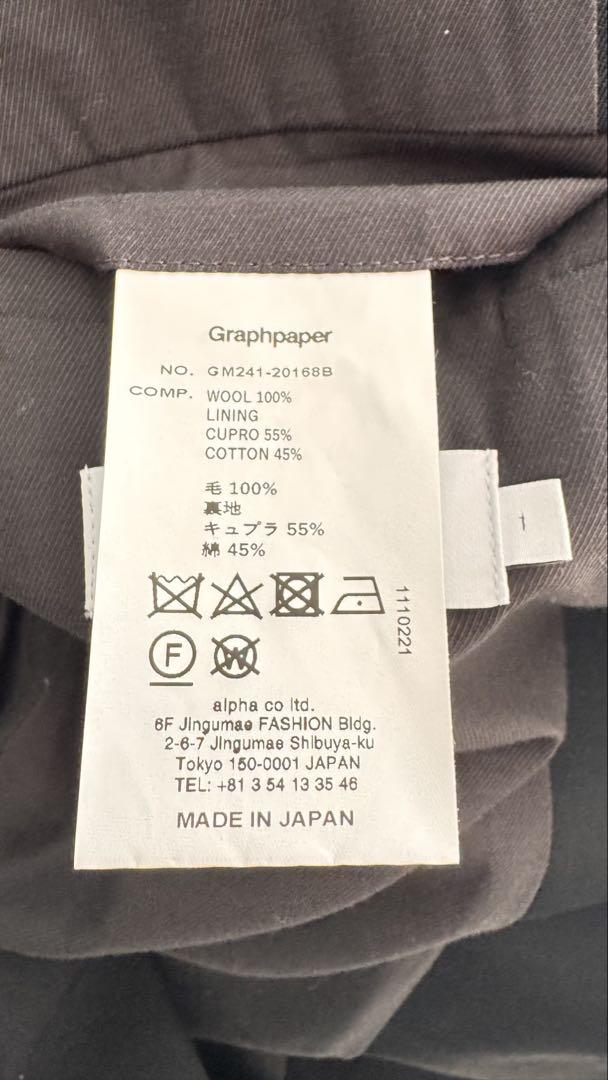 Graphpaper
NO. GM241-20168B
COMP. WOOL 100%
LINING
CUPRO 55%
COTTON 45%
毛 100%
裏地
キュプラ 55%
綿 45%
1110221
F W
alpha co ltd.
6F Jingumae FASHION Bldg.
2-6-7 Jingumae Shibuya-ku
Tokyo 150-0001 JAPAN
TEL: +81 3 54 13 35 46
MADE IN JAPAN
1